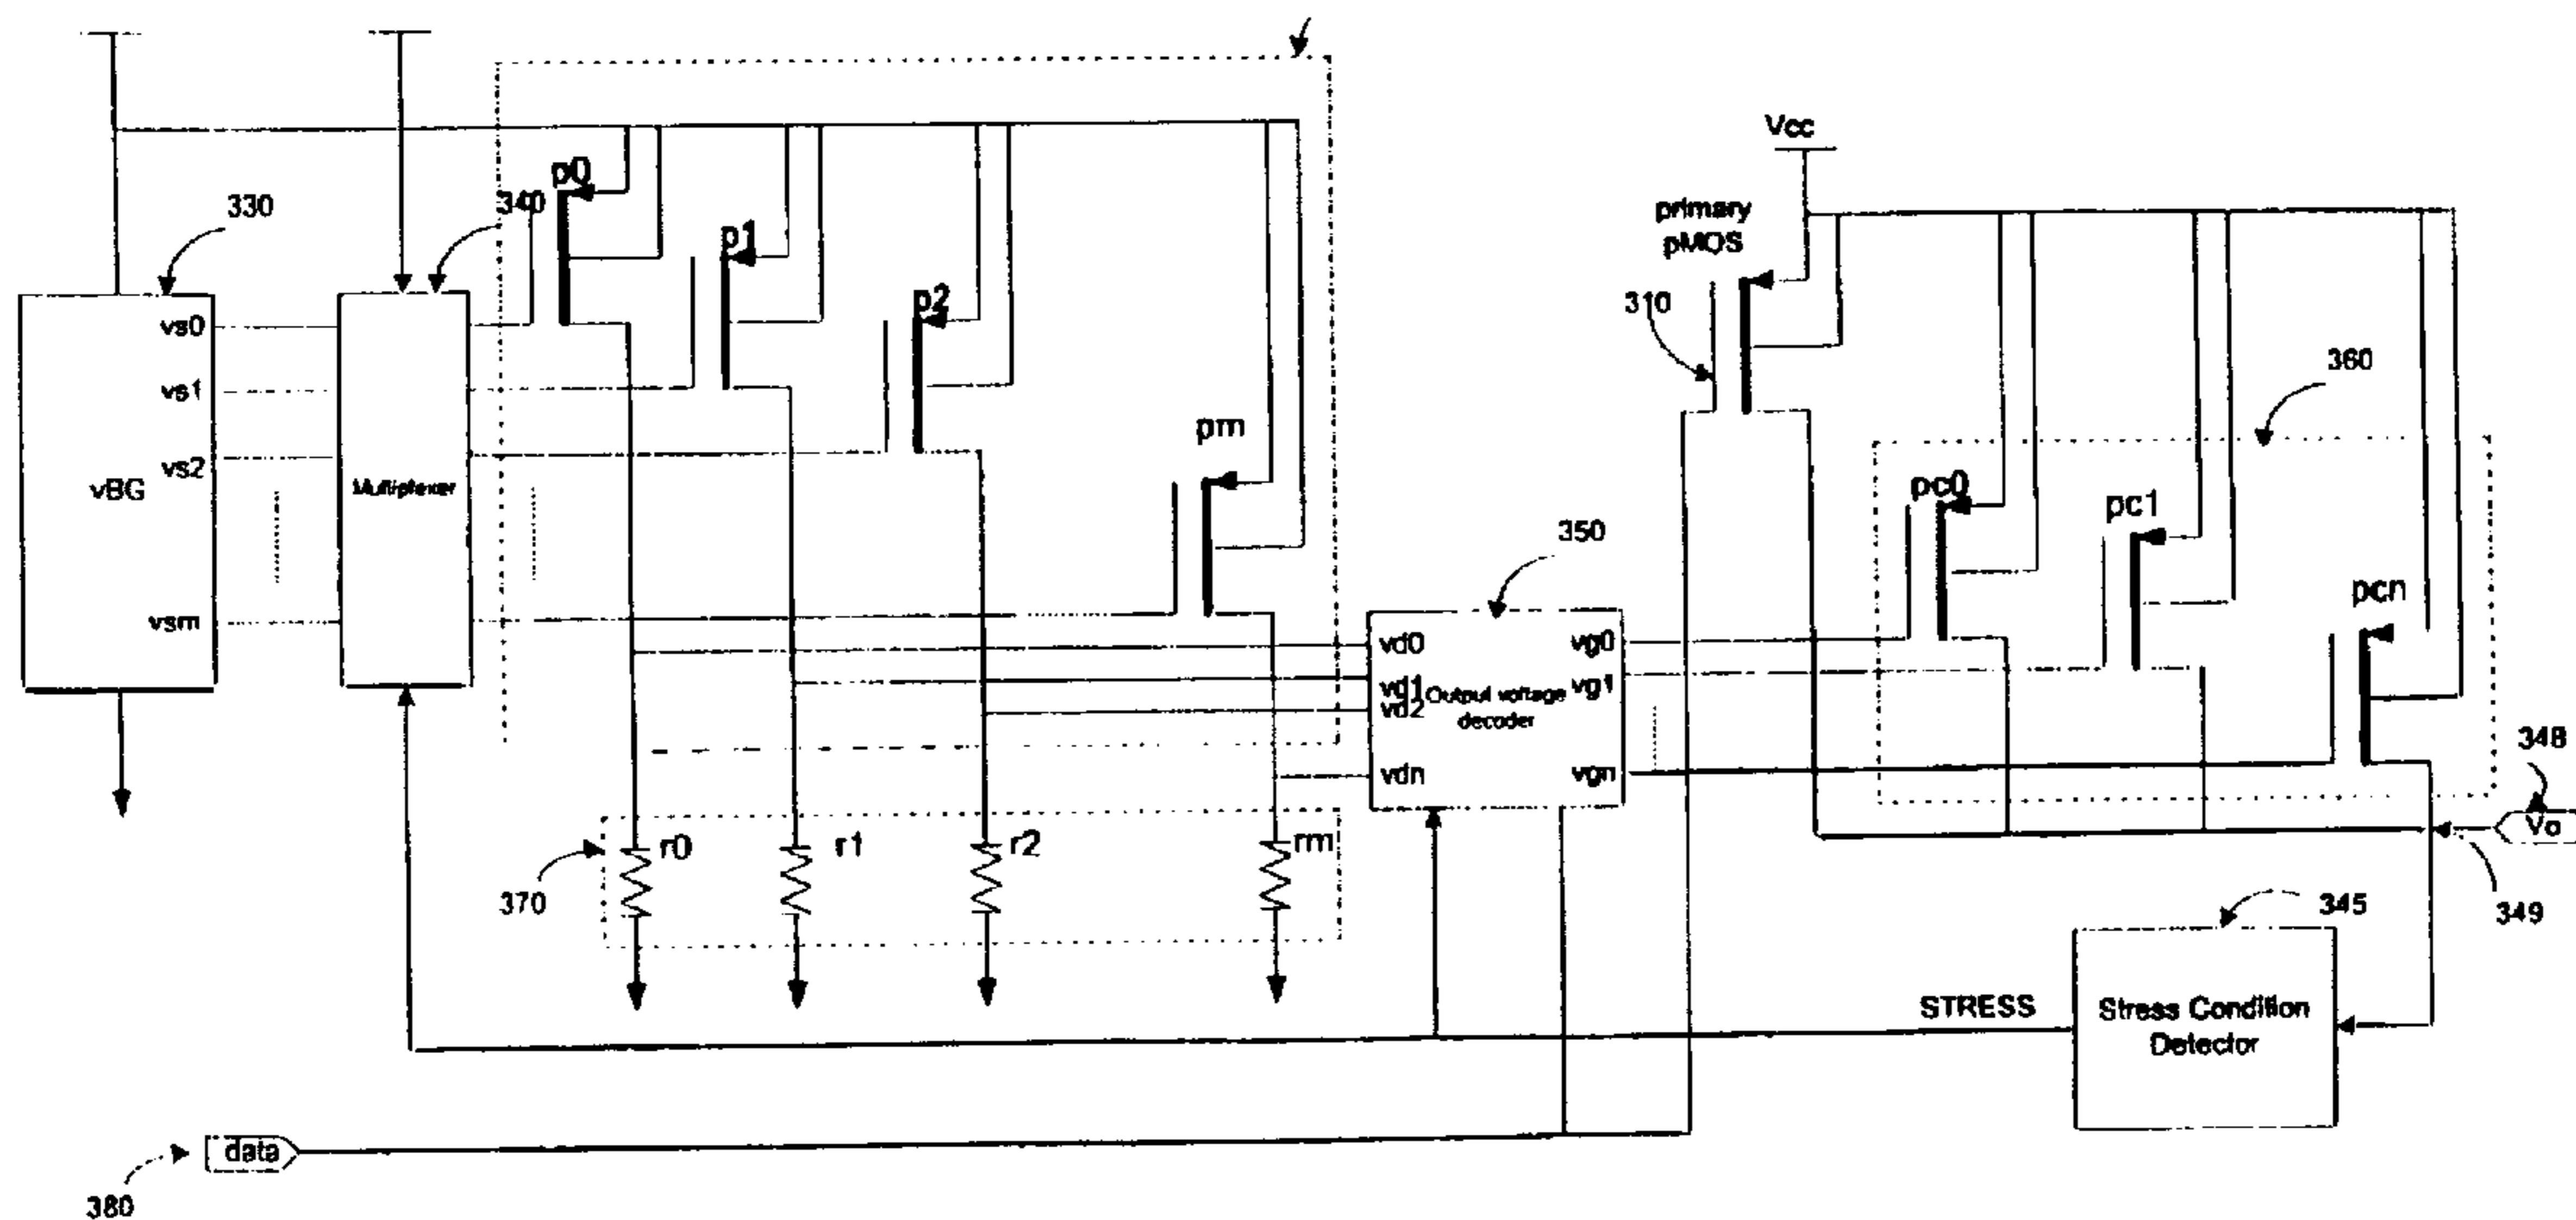 Vcc
p0
primary
pMOS
330
340
p1
p2
310
vs0
vs1
vs2
vBG
Multiplexer
vsm
pm
360
pc0
pc1
pcn
350
vd0
vd1
vd2
vdn
Output voltage
decoder
vg0
vg1
vgn
348
Vo
349
370
r0
r1
r2
rm
345
STRESS
Stress Condition
Detector
data
380